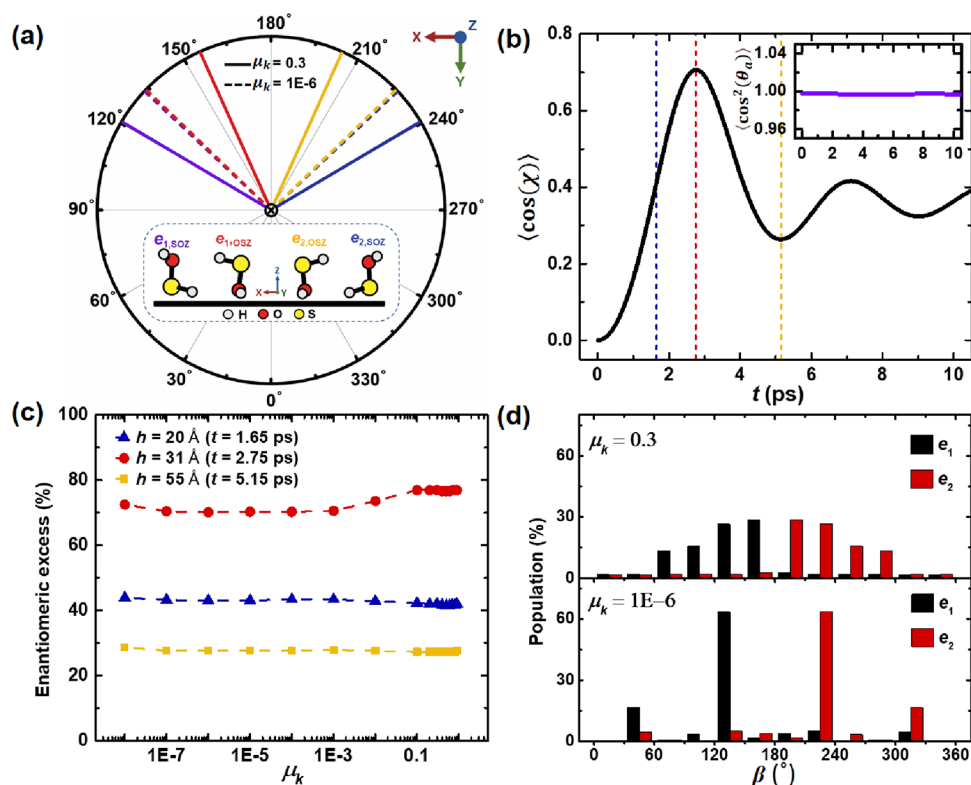 (a)
180°
150°
210°
X
Z
Y
μk = 0.3
μk = 1E-6
120°
240°
90°
270°
e1,SOZ
e1,OSZ
e2,OSZ
e2,SOZ
Z
X
Y
H
O
S
60°
300°
30°
330°
0°
(b)
⟨cos(χ)⟩
0.8
0.6
0.4
0.2
0.0
0
2
4
6
8
10
t (ps)
⟨cos²(θa)⟩
1.04
1.00
0.96
0 2 4 6 8 10
(c)
Enantiomeric excess (%)
100
80
60
40
20
0
h = 20 Å (t = 1.65 ps)
h = 31 Å (t = 2.75 ps)
h = 55 Å (t = 5.15 ps)
1E-7
1E-5
1E-3
0.1
μk
(d)
Population (%)
μk = 0.3
e1
e2
60
30
0
μk = 1E–6
e1
e2
60
30
0
0 60 120 180 240 300 360
β (°)